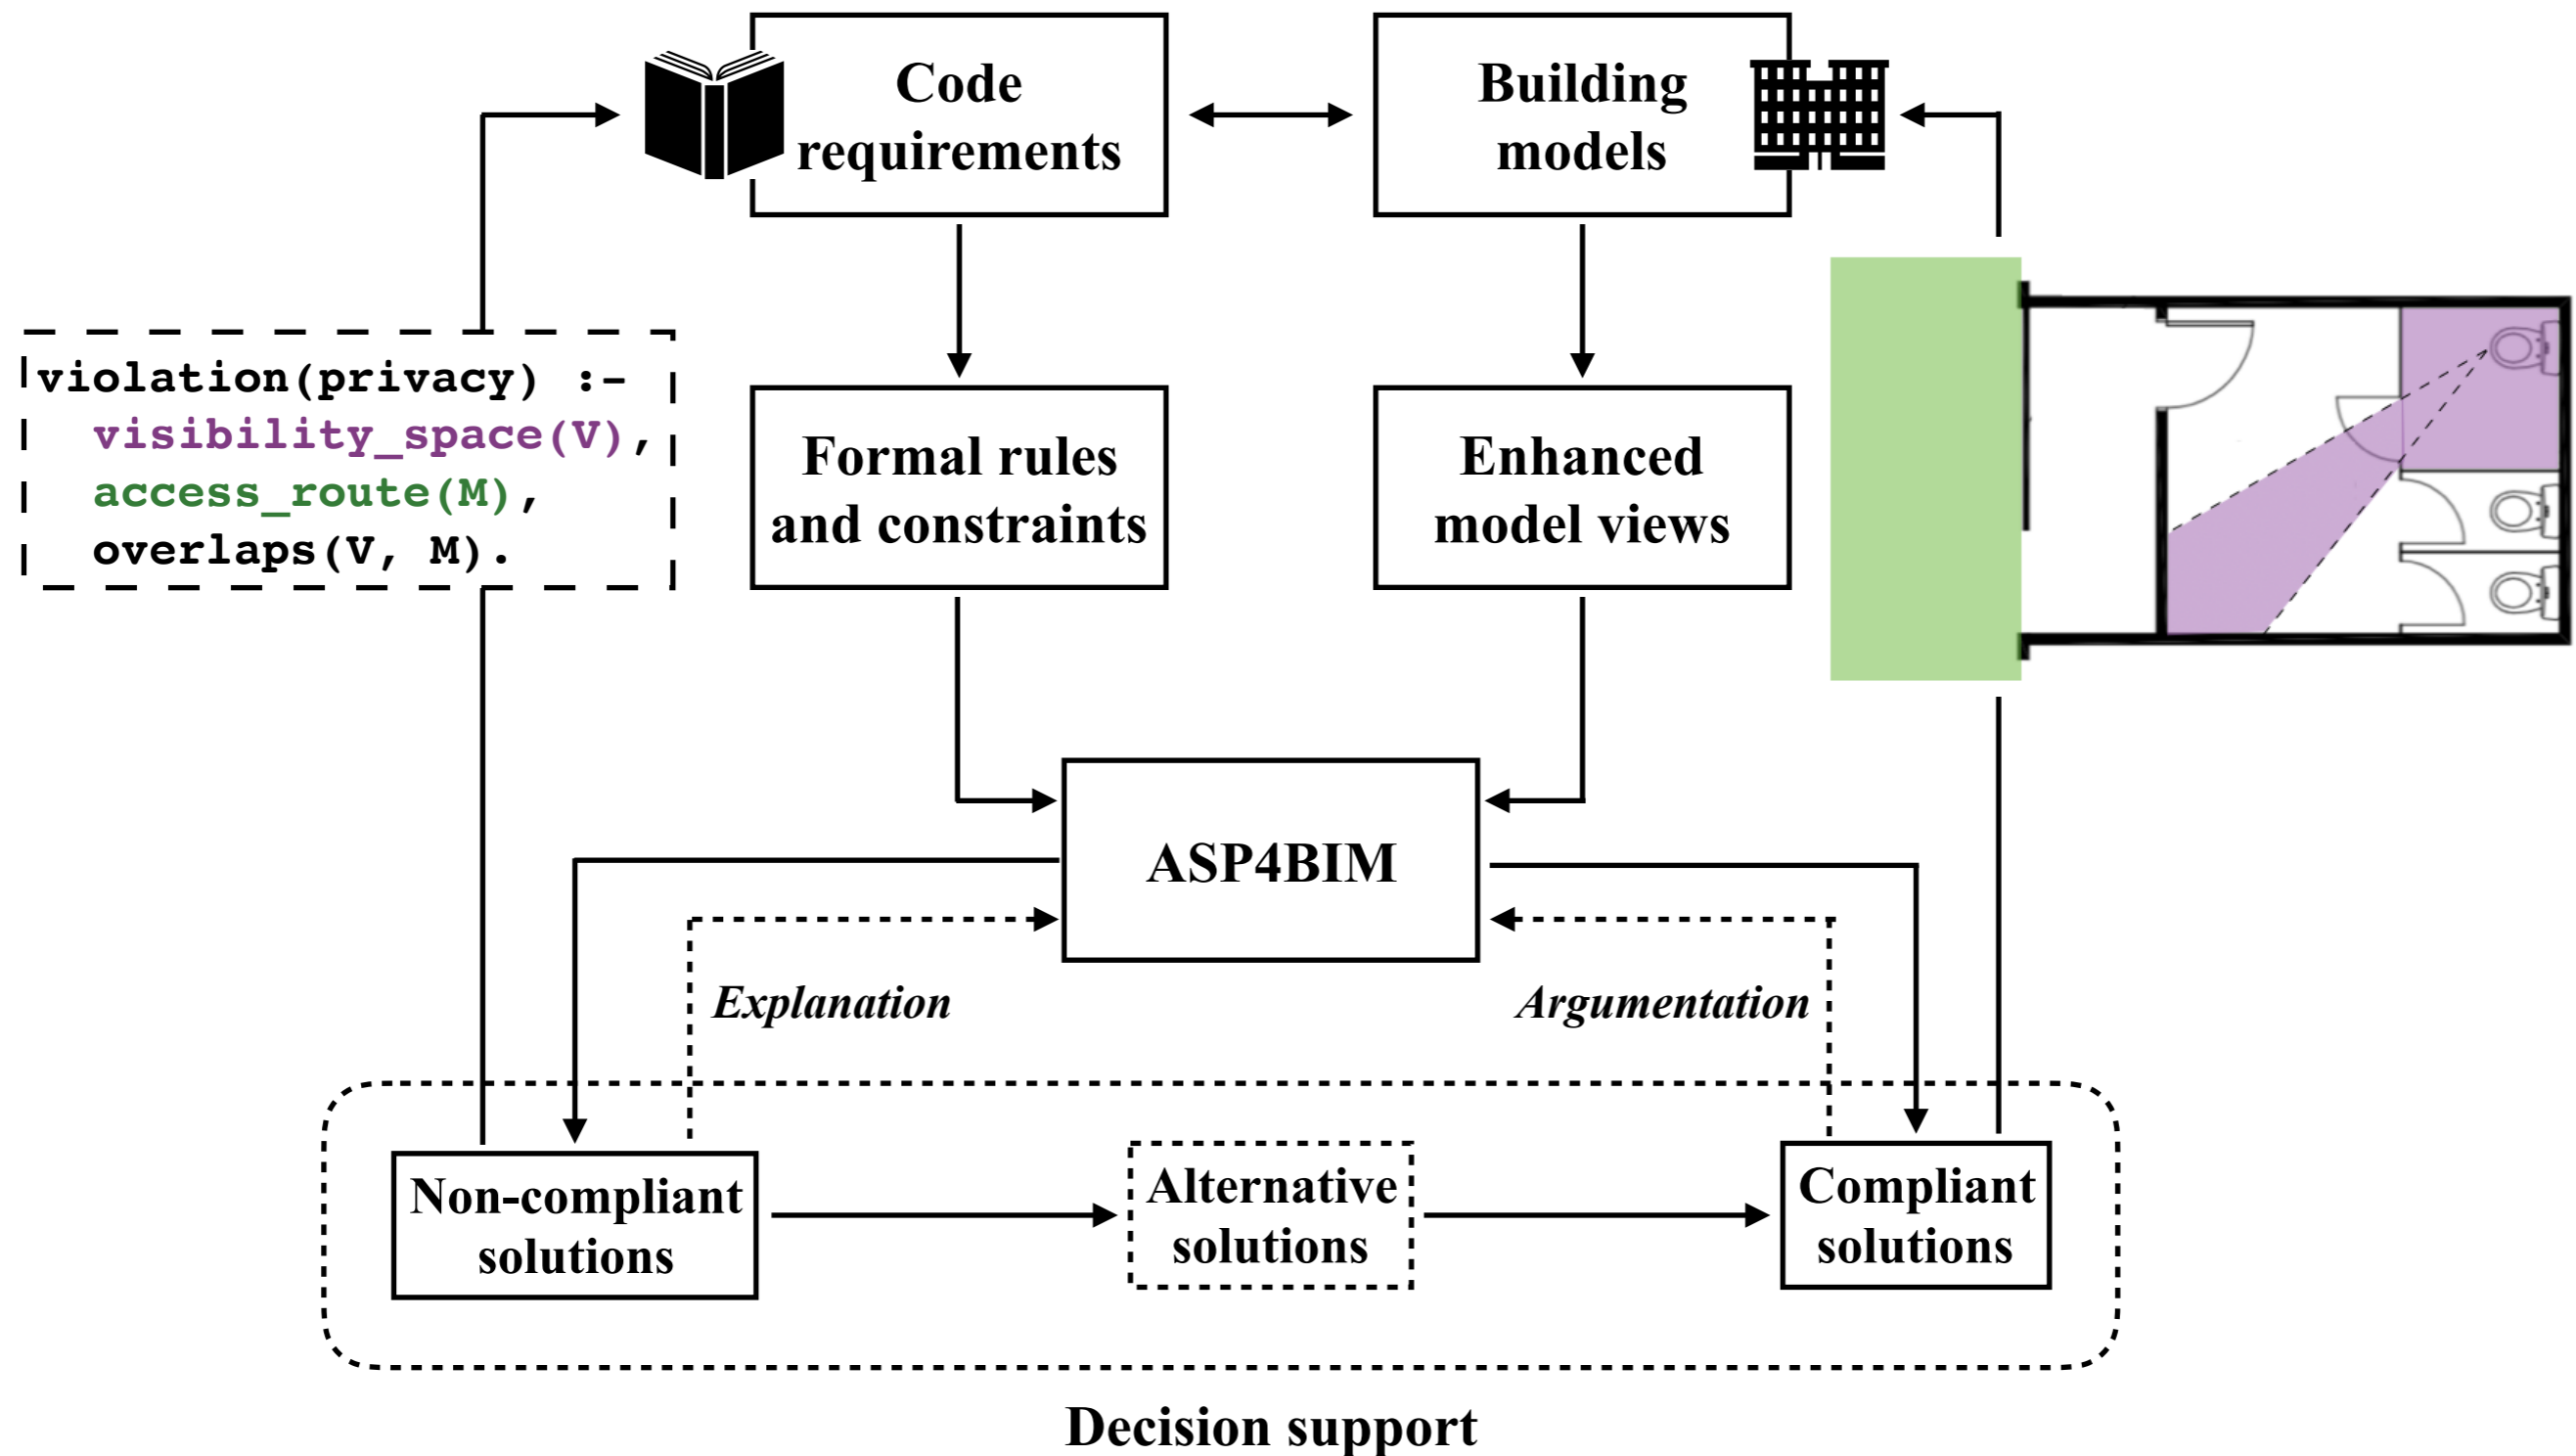 Code
requirements
Building
models
violation(privacy) :-
visibility_space(V),
access_route(M),
overlaps(V, M).
Formal rules
and constraints
Enhanced
model views
ASP4BIM
Explanation
Argumentation
Non-compliant
solutions
Alternative
solutions
Compliant
solutions
Decision support